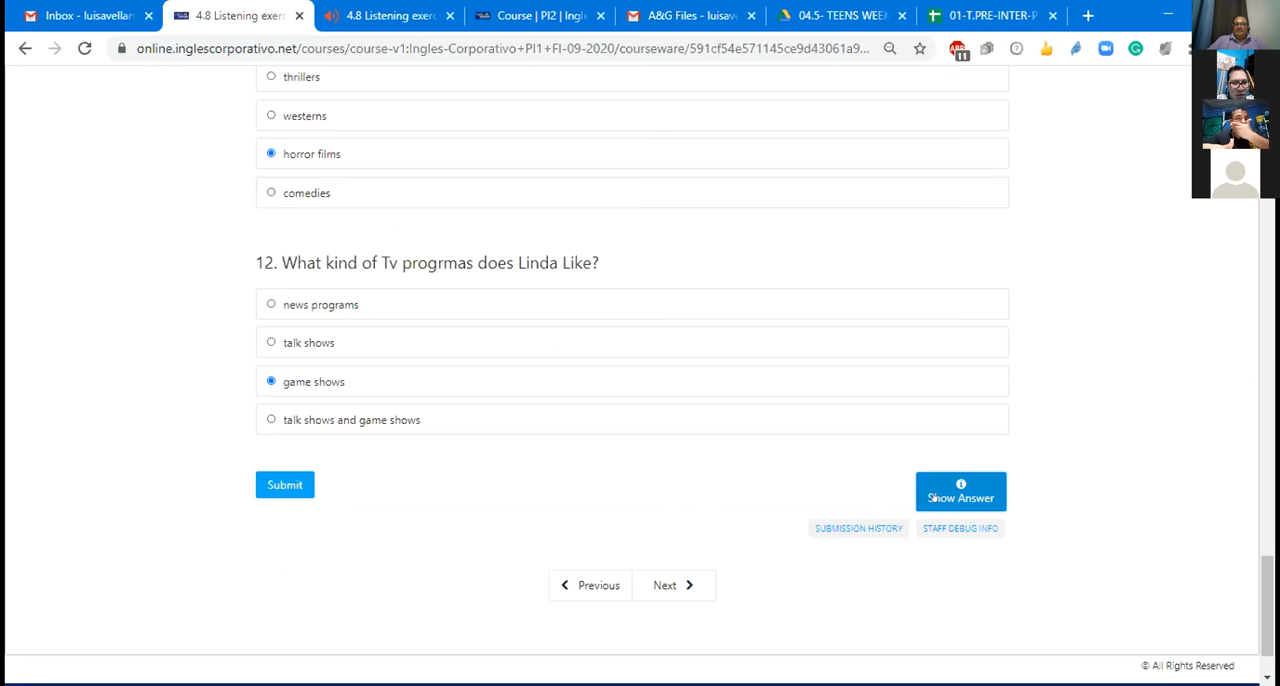 Inbox - luisavellan
4.8 Listening exerc
4.8 Listening exerc
Course | PI2 | Ingl
A&G Files - luisav
04.5- TEENS WEEK
01-T.PRE-INTER-P
online.inglescorporativo.net/courses/course-v1:Ingles-Corporativo+PI1+FI-09-2020/courseware/591cf54e571145ce9d43061a9...
11
thrillers
westerns
horror films
comedies
12. What kind of Tv progrmas does Linda Like?
news programs
talk shows
game shows
talk shows and game shows
Submit
Show Answer
SUBMISSION HISTORY
STAFF DEBUG INFO
Previous
Next
© All Rights Reserved